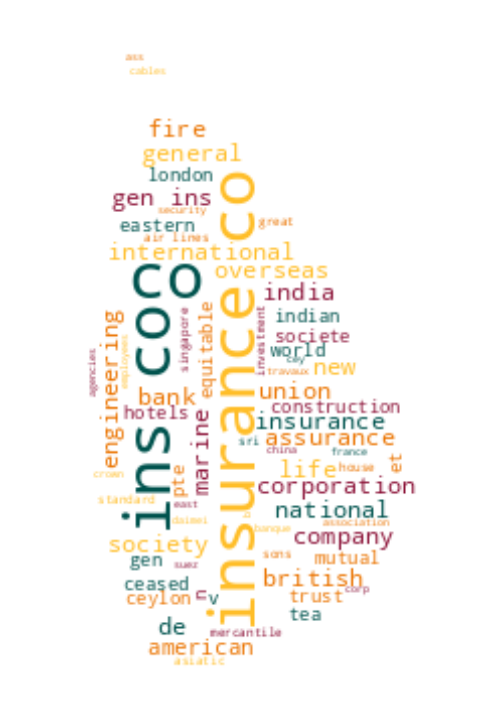 ass
cables
fire
general
london
gen ins
security
great
eastern
air lines
international
insurance co
co
overseas
india
ins co
engineering
employees
singapore
equitable
investment
indian
societe
world
cey
travaux
new
agencies
bank
union
hotels
construction
marine
insurance
sri
assurance
china
france
life
house
et
crown
pte
corporation
standard
east
national
daimei
association
banque
company
society
sons
mutual
gen
suez
british
ceased
corp
ceylon
n
v
trust
tea
de
mercantile
american
asiatic